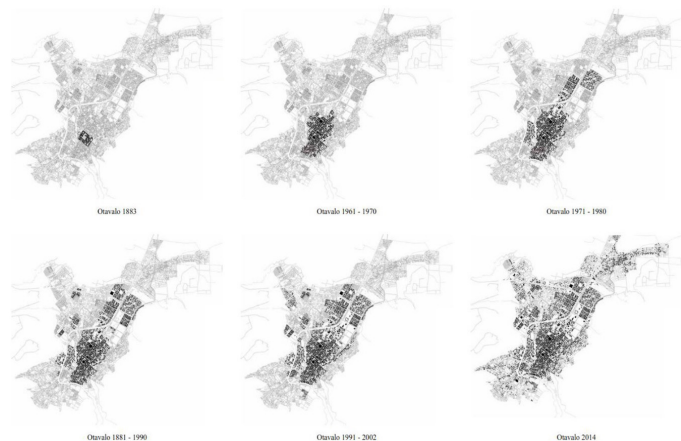 Otavalo 1883
Otavalo 1961 - 1970
Otavalo 1971 - 1980
Otavalo 1881 - 1990
Otavalo 1991 - 2002
Otavalo 2014